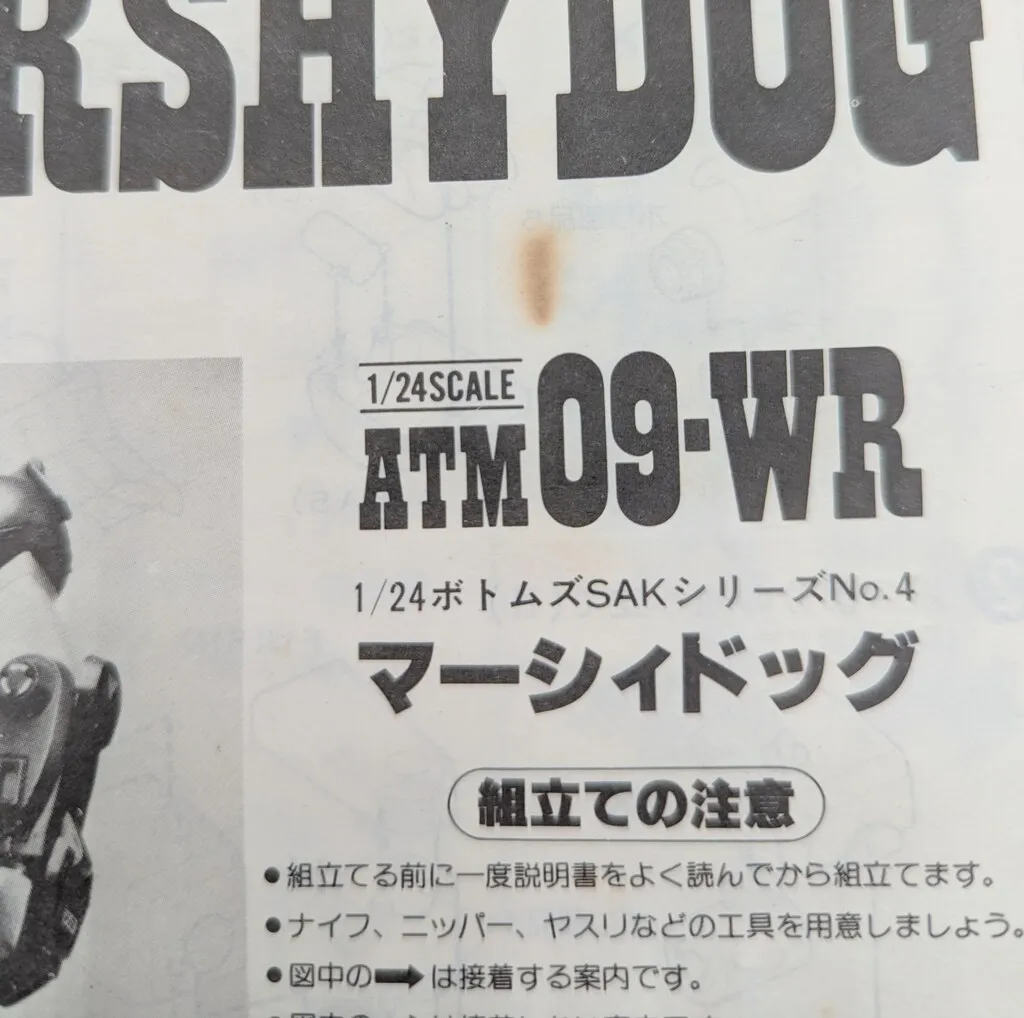 RSHYDOG
1/24SCALE
ATM09-WR
1/24ボトムズSAKシリーズNo.4
マーシィドッグ
組立ての注意
●組立てる前に一度説明書をよく読んでから組立てます。
●ナイフ、ニッパー、ヤスリなどの工具を用意しましょう。
●図中の➡は接着する案内です。